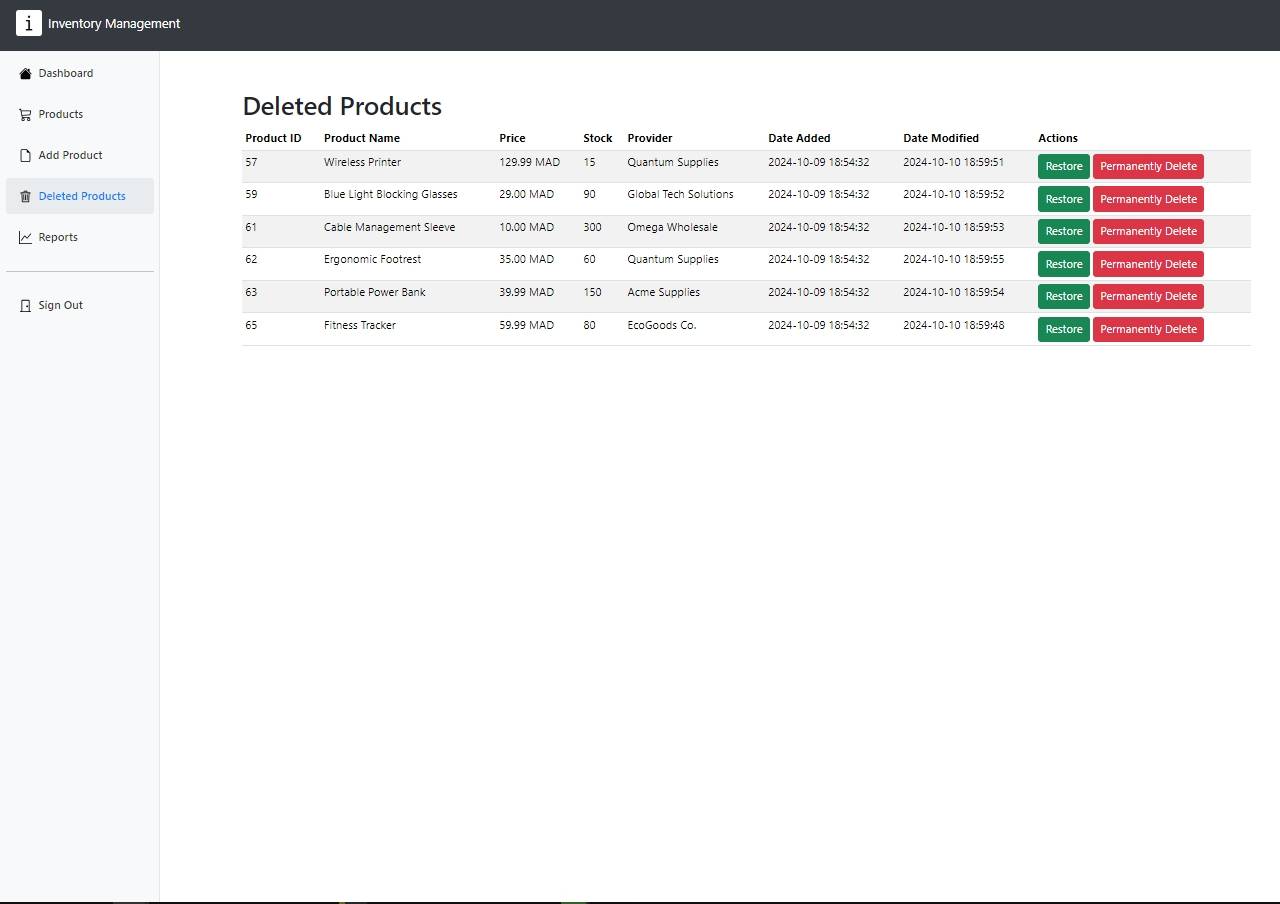 i Inventory Management
Dashboard
Products
Add Product
Deleted Products
Reports
Sign Out
Deleted Products
Product ID Product Name Price Stock Provider Date Added Date Modified Actions
57 Wireless Printer 129.99 MAD 15 Quantum Supplies 2024-10-09 18:54:32 2024-10-10 18:59:51 Restore Permanently Delete
59 Blue Light Blocking Glasses 29.00 MAD 90 Global Tech Solutions 2024-10-09 18:54:32 2024-10-10 18:59:52 Restore Permanently Delete
61 Cable Management Sleeve 10.00 MAD 300 Omega Wholesale 2024-10-09 18:54:32 2024-10-10 18:59:53 Restore Permanently Delete
62 Ergonomic Footrest 35.00 MAD 60 Quantum Supplies 2024-10-09 18:54:32 2024-10-10 18:59:55 Restore Permanently Delete
63 Portable Power Bank 39.99 MAD 150 Acme Supplies 2024-10-09 18:54:32 2024-10-10 18:59:54 Restore Permanently Delete
65 Fitness Tracker 59.99 MAD 80 EcoGoods Co. 2024-10-09 18:54:32 2024-10-10 18:59:48 Restore Permanently Delete